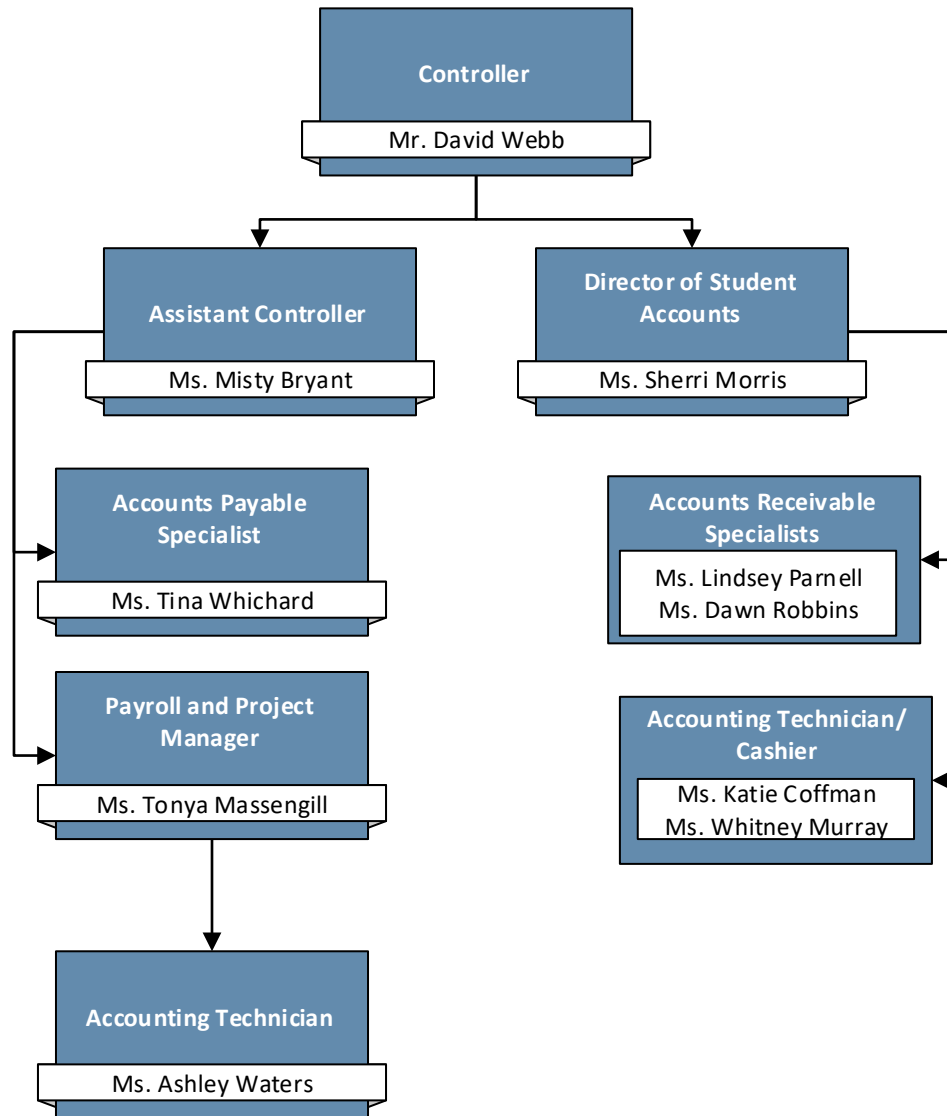 Controller
Mr. David Webb
Assistant Controller
Ms. Misty Bryant
Director of Student
Accounts
Ms. Sherri Morris
Accounts Payable
Specialist
Ms. Tina Whichard
Accounts Receivable
Specialists
Ms. Lindsey Parnell
Ms. Dawn Robbins
Payroll and Project
Manager
Ms. Tonya Massengill
Accounting Technician/
Cashier
Ms. Katie Coffman
Ms. Whitney Murray
Accounting Technician
Ms. Ashley Waters